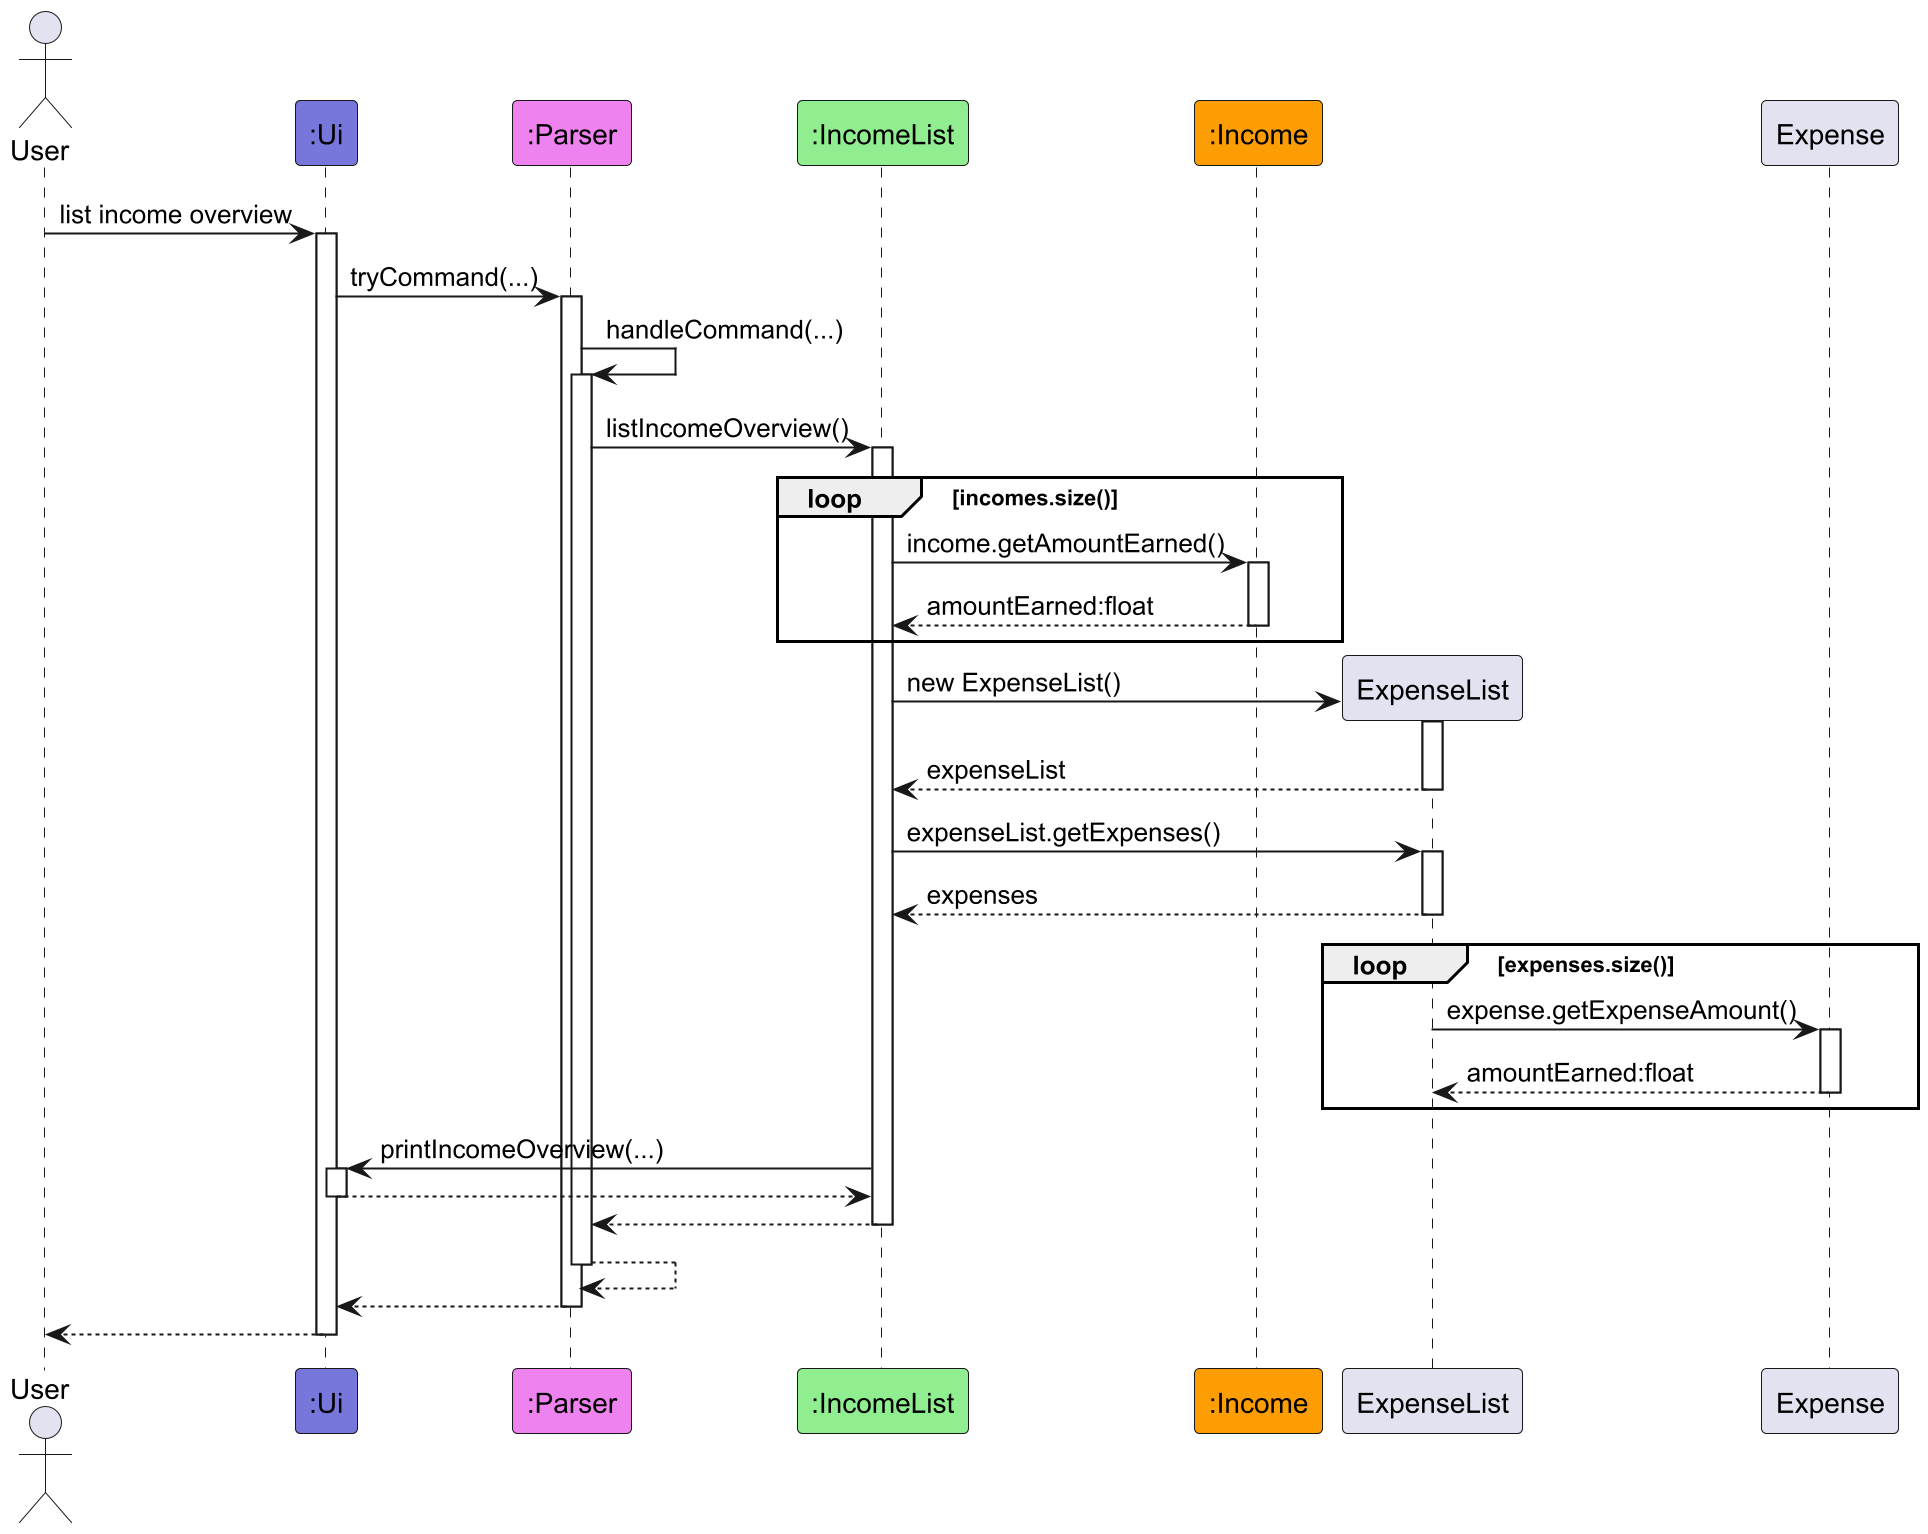 User
:Ui
:Parser
:IncomeList
:Income
Expense
list income overview
tryCommand(...)
handleCommand(...)
listIncomeOverview()
loop [incomes.size()]
income.getAmountEarned()
amountEarned:float
new ExpenseList()
ExpenseList
expenseList
expenseList.getExpenses()
expenses
loop [expenses.size()]
expense.getExpenseAmount()
amountEarned:float
printIncomeOverview(...)
User
:Ui
:Parser
:IncomeList
:Income
ExpenseList
Expense